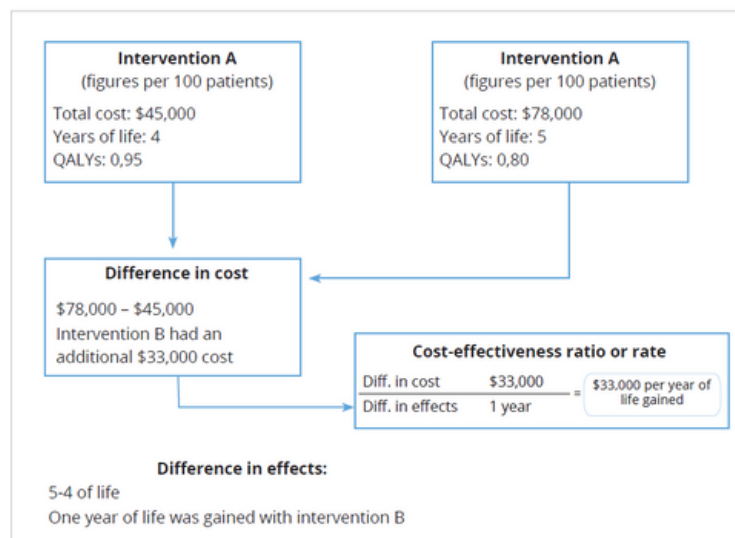 Intervention A
(figures per 100 patients)
Total cost: $45,000
Years of life: 4
QALYs: 0,95
Intervention A
(figures per 100 patients)
Total cost: $78,000
Years of life: 5
QALYs: 0,80
Difference in cost
$78,000 – $45,000
Intervention B had an
additional $33,000 cost
Cost-effectiveness ratio or rate
Diff. in cost $33,000
Diff. in effects 1 year
= $33,000 per year of
life gained
Difference in effects:
5-4 of life
One year of life was gained with intervention B